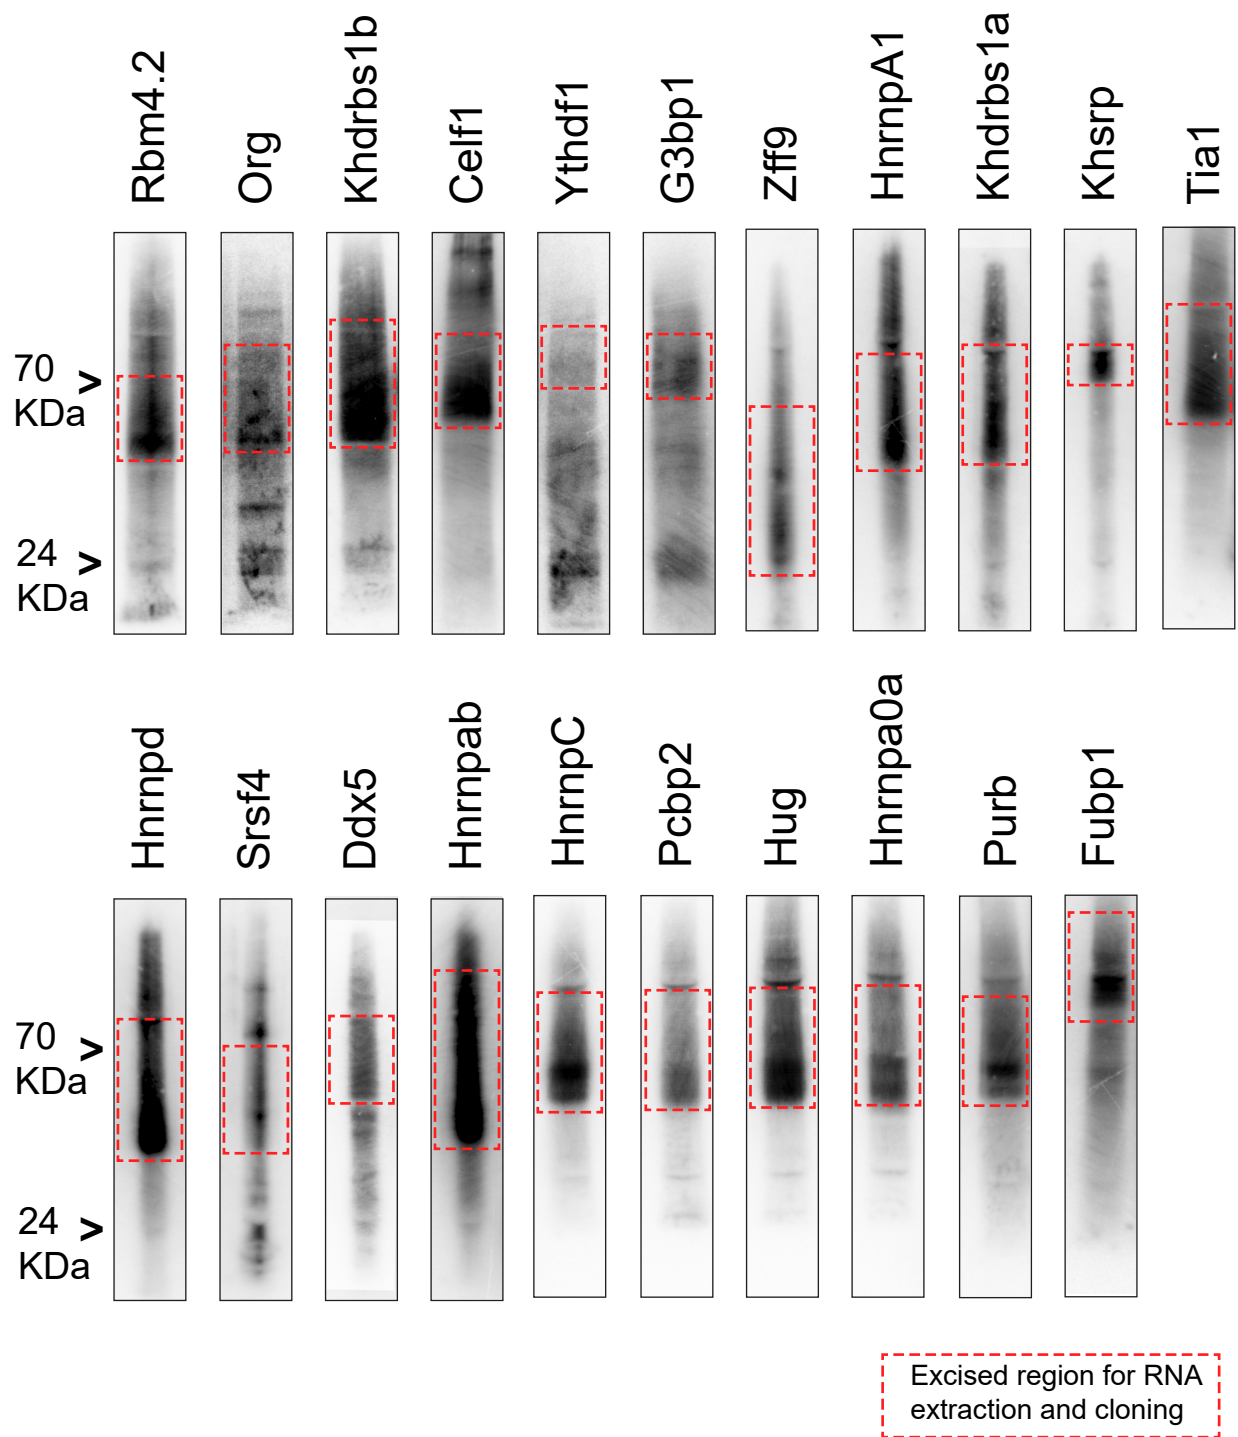 Rbm4.2
Org
Khdrbs1b
Celf1
Ythdf1
G3bp1
Zff9
HnrnpA1
Khdrbs1a
Khsrp
Tia1
70 >
KDa
24 >
KDa
Hnrnpd
Srsf4
Ddx5
Hnrnpab
HnrnpC
Pcbp2
Hug
Hnrnpa0a
Purb
Fubp1
70 >
KDa
24 >
KDa
Excised region for RNA
extraction and cloning